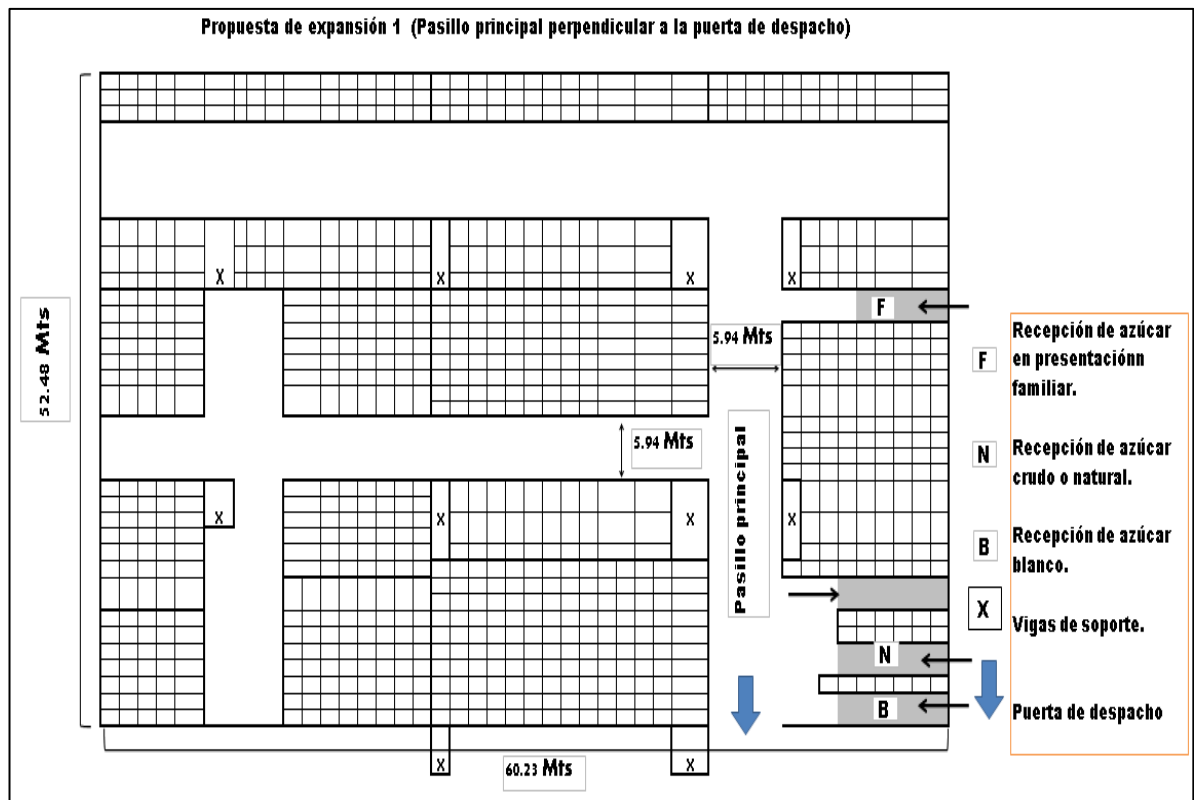 Propuesta de expansión 1 (Pasillo principal perpendicular a la puerta de despacho)
X
X
X
X
F
5.94 Mts
52.48 Mts
5.94 Mts
X
X
X
X
Pasillo principal
N
B
X
X
60.23 Mts
F
Recepción de azúcar
en presentaciónn
familiar.
N
Recepción de azúcar
crudo o natural.
B
Recepción de azúcar
blanco.
X
Vigas de soporte.
Puerta de despacho